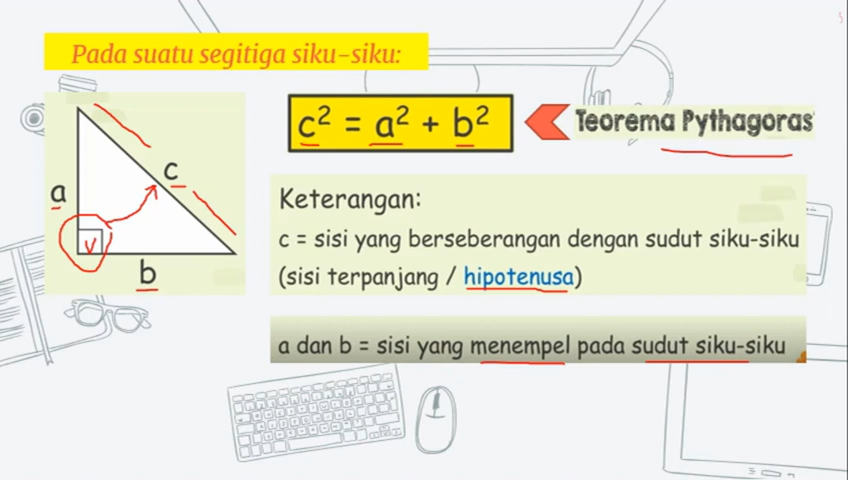 Pada suatu segitiga siku-siku:
c² = a² + b²
Teorema Pythagoras
a
c
b
Keterangan:
c = sisi yang berseberangan dengan sudut siku-siku
(sisi terpanjang / hipotenusa)
a dan b = sisi yang menempel pada sudut siku-siku